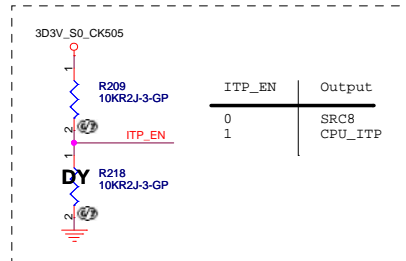 3D3V_S0_CK505
1
R209
10KR2J-3-GP
2
ITP_EN
1
DY
R218
10KR2J-3-GP
2
ITP_EN Output
0 SRC8
1 CPU_ITP